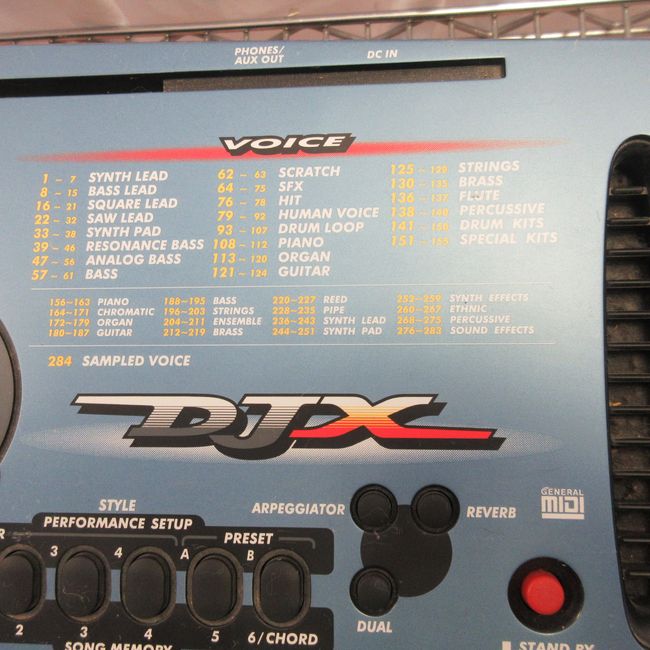 PHONES/
AUX OUT
DC IN
VOICE
1 ~ 7 SYNTH LEAD
8 ~ 15 BASS LEAD
16 ~ 21 SQUARE LEAD
22 ~ 32 SAW LEAD
33 ~ 38 SYNTH PAD
39 ~ 46 RESONANCE BASS
47 ~ 56 ANALOG BASS
57 ~ 61 BASS
62 ~ 63 SCRATCH
64 ~ 75 SFX
76 ~ 78 HIT
79 ~ 92 HUMAN VOICE
93 ~ 107 DRUM LOOP
108 ~ 112 PIANO
113 ~ 120 ORGAN
121 ~ 124 GUITAR
125 ~ 129 STRINGS
130 ~ 135 BRASS
136 ~ 137 FLUTE
138 ~ 140 PERCUSSIVE
141 ~ 150 DRUM KITS
151 ~ 155 SPECIAL KITS
156~163 PIANO
164~171 CHROMATIC
172~179 ORGAN
180~187 GUITAR
188~195 BASS
196~203 STRINGS
204~211 ENSEMBLE
212~219 BRASS
220~227 REED
228~235 PIPE
236~243 SYNTH LEAD
244~251 SYNTH PAD
252~259 SYNTH EFFECTS
260~267 ETHNIC
268~275 PERCUSSIVE
276~283 SOUND EFFECTS
284 SAMPLED VOICE
DJX
STYLE
PERFORMANCE SETUP
PRESET
3 4 A B
2 3 4 5 6/CHORD
SONG MEMORY
ARPEGGIATOR
REVERB
DUAL
GENERAL
MIDI
STAND BY